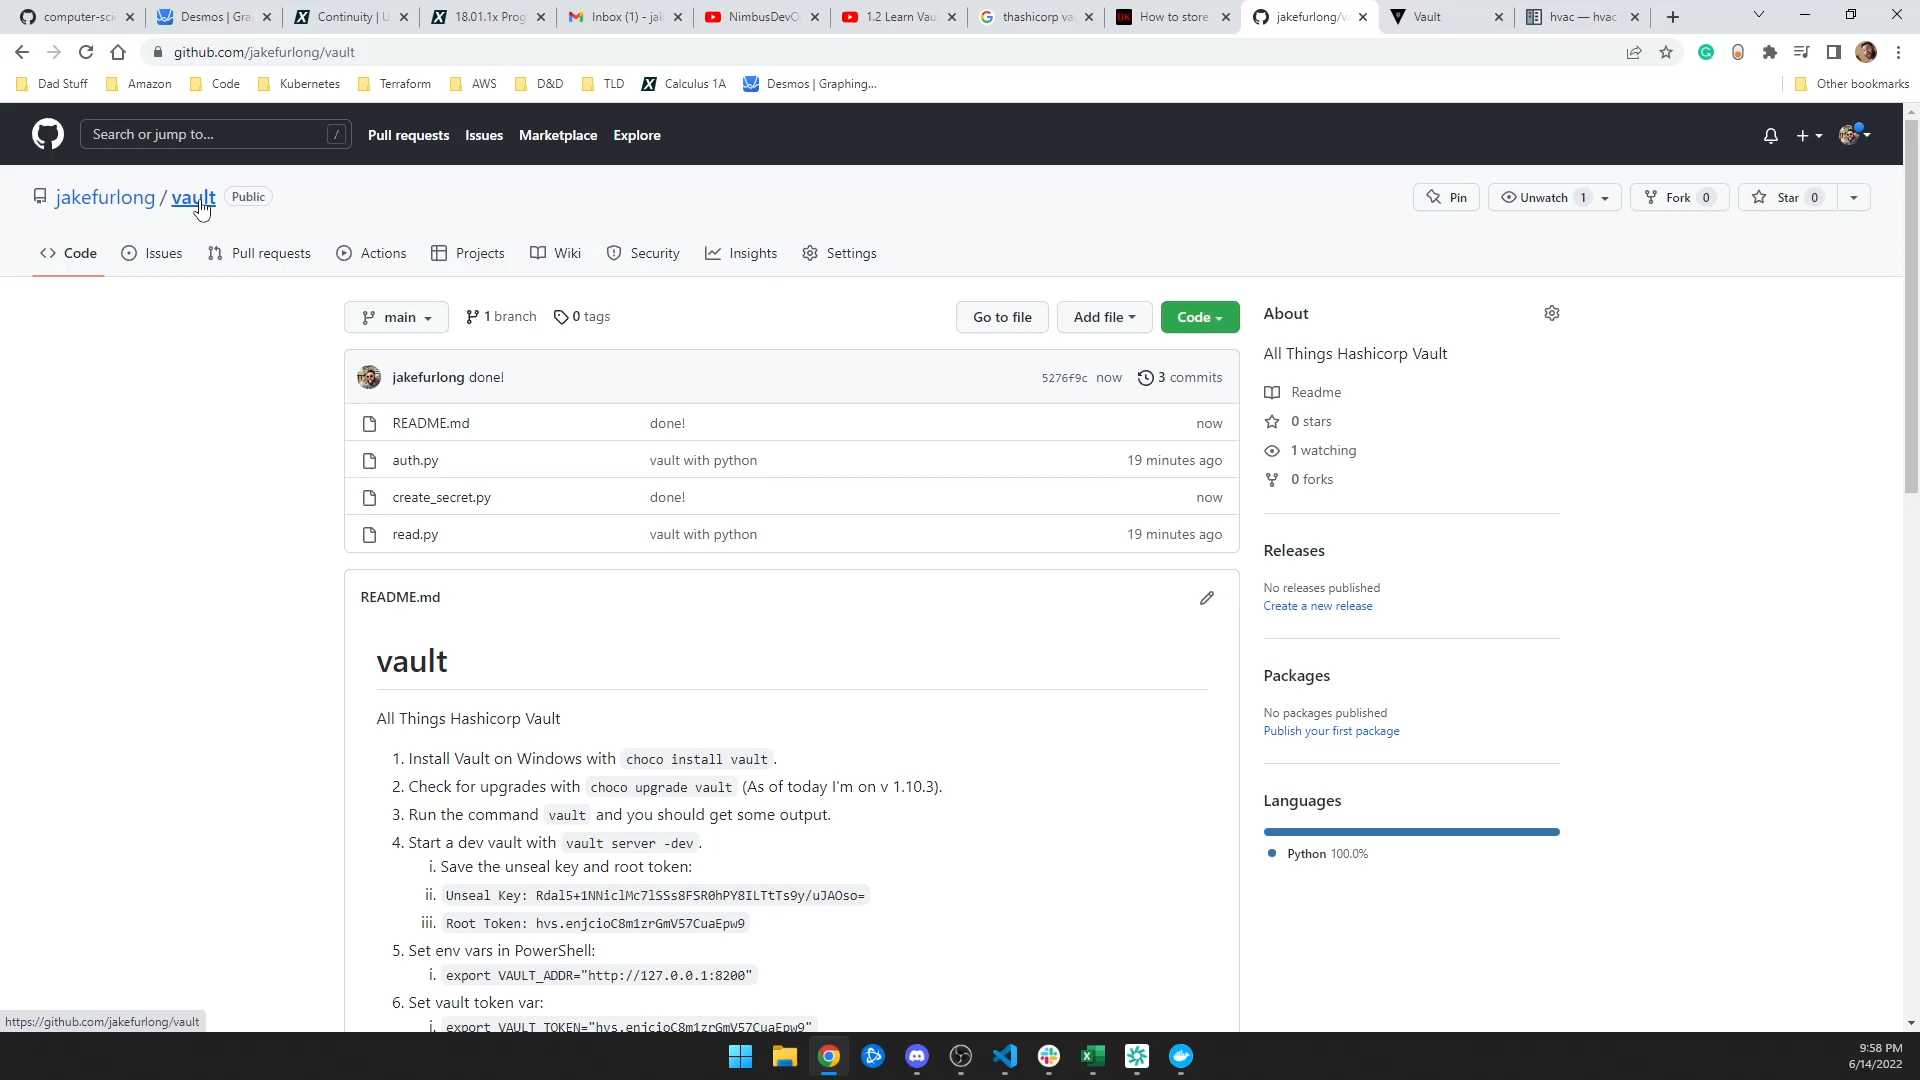 computer-sci
Desmos | Gra
Continuity | U
18.01.1x Prog
Inbox (1) - jak
NimbusDevO
1.2 Learn Vau
thashicorp va
How to store
jakefurlong/v
Vault
hvac — hvac
github.com/jakefurlong/vault
Dad Stuff
Amazon
Code
Kubernetes
Terraform
AWS
D&D
TLD
Calculus 1A
Desmos | Graphing...
Other bookmarks
Search or jump to...
/
Pull requests
Issues
Marketplace
Explore
jakefurlong / vault
Public
Pin
Unwatch 1
Fork 0
Star 0
Code
Issues
Pull requests
Actions
Projects
Wiki
Security
Insights
Settings
main
1 branch
0 tags
Go to file
Add file
Code
jakefurlong done!
5276f9c now
3 commits
README.md
done!
now
auth.py
vault with python
19 minutes ago
create_secret.py
done!
now
read.py
vault with python
19 minutes ago
README.md
vault
All Things Hashicorp Vault
1. Install Vault on Windows with choco install vault.
2. Check for upgrades with choco upgrade vault (As of today I'm on v 1.10.3).
3. Run the command vault and you should get some output.
4. Start a dev vault with vault server -dev.
i. Save the unseal key and root token:
ii. Unseal Key: Rdal5+1NNiclMc7lSSs8FSR0hPY8ILTtTs9y/uJAOso=
iii. Root Token: hvs.enjcioC8m1zrGmV57CuaEpw9
5. Set env vars in PowerShell:
i. export VAULT_ADDR="http://127.0.0.1:8200"
6. Set vault token var:
i. export VAULT_TOKEN="hvs.enjcioC8m1zrGmV57CuaEpw9"
About
All Things Hashicorp Vault
Readme
0 stars
1 watching
0 forks
Releases
No releases published
Create a new release
Packages
No packages published
Publish your first package
Languages
Python 100.0%
https://github.com/jakefurlong/vault
9:58 PM
6/14/2022